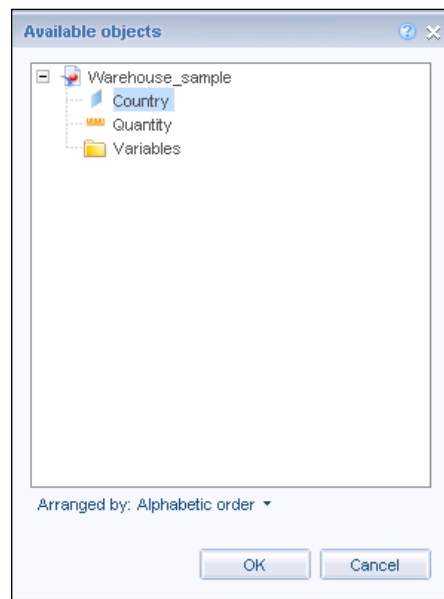 Available objects
Warehouse_sample
Country
Quantity
Variables
Arranged by: Alphabetic order
OK Cancel